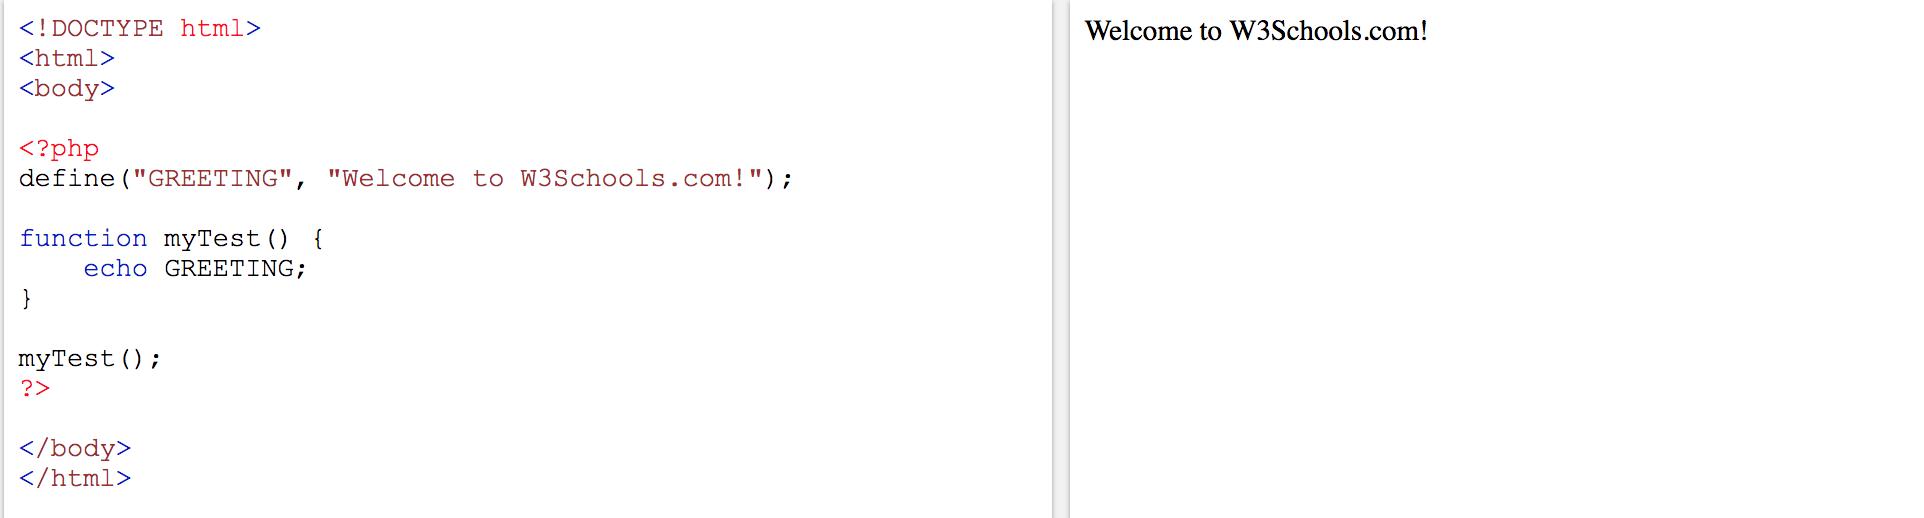 <!DOCTYPE html>
<html>
<body>
<?php
define("GREETING", "Welcome to W3Schools.com!");
function myTest() {
    echo GREETING;
}
myTest();
?>
</body>
</html>
Welcome to W3Schools.com!